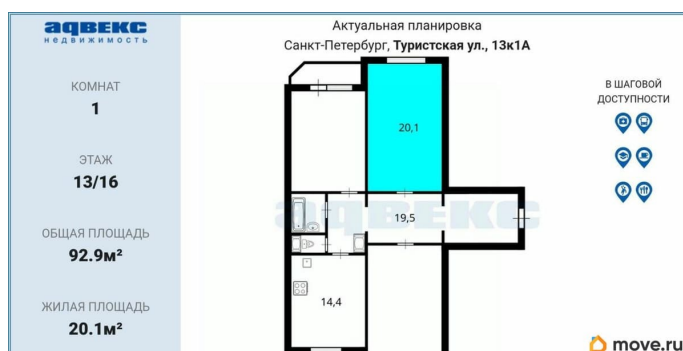 адвекс
недвижимость
КОМНАТ
1
ЭТАЖ
13/16
ОБЩАЯ ПЛОЩАДЬ
92.9м²
ЖИЛАЯ ПЛОЩАДЬ
20.1м²
Актуальная планировка
Санкт-Петербург, Туристская ул., 13к1А
20,1
адвекс
19,5
14,4
В ШАГОВОЙ
ДОСТУПНОСТИ
move.ru